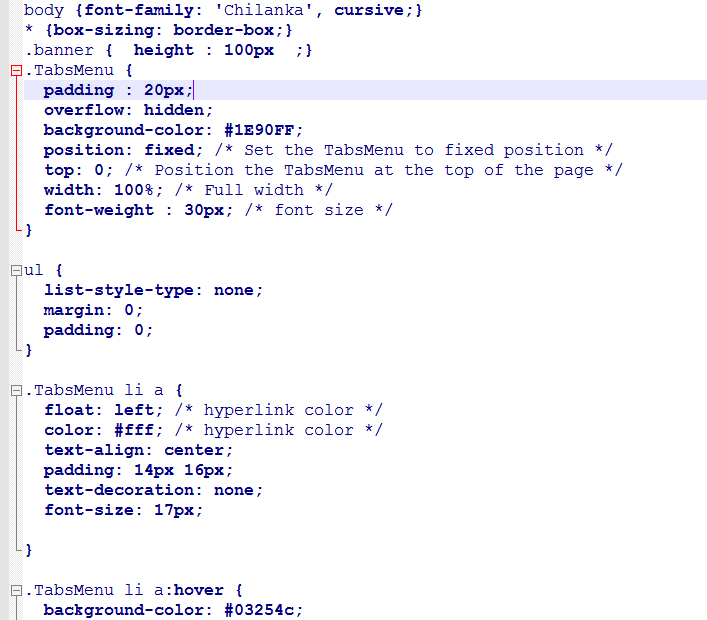 body {font-family: 'Chilanka', cursive;}
* {box-sizing: border-box;}
.banner {  height : 100px  ;}
.TabsMenu {
  padding : 20px;
  overflow: hidden;
  background-color: #1E90FF;
  position: fixed; /* Set the TabsMenu to fixed position */
  top: 0; /* Position the TabsMenu at the top of the page */
  width: 100%; /* Full width */
  font-weight : 30px; /* font size */
}
ul {
  list-style-type: none;
  margin: 0;
  padding: 0;
}
.TabsMenu li a {
  float: left; /* hyperlink color */
  color: #fff; /* hyperlink color */
  text-align: center;
  padding: 14px 16px;
  text-decoration: none;
  font-size: 17px;
}
.TabsMenu li a:hover {
  background-color: #03254c;